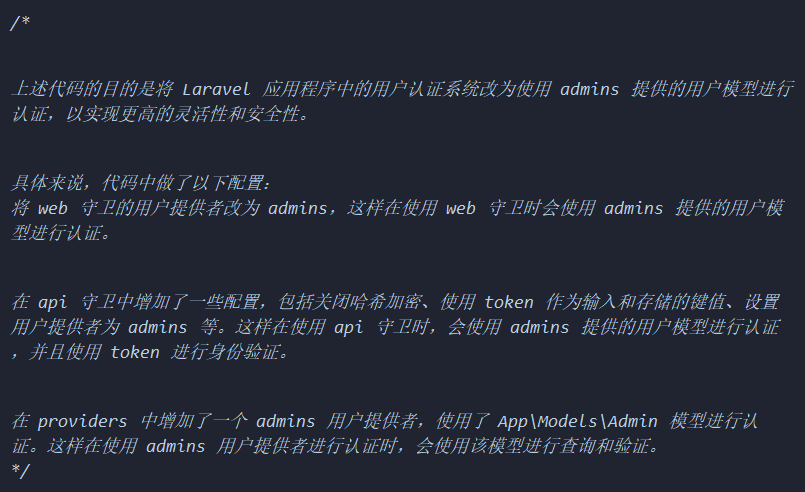 /*
上述代码的目的是将 Laravel 应用程序中的用户认证系统改为使用 admins 提供的用户模型进行
认证，以实现更高的灵活性和安全性。
具体来说，代码中做了以下配置：
将 web 守卫的用户提供者改为 admins，这样在使用 web 守卫时会使用 admins 提供的用户模
型进行认证。
在 api 守卫中增加了一些配置，包括关闭哈希加密、使用 token 作为输入和存储的键值、设置
用户提供者为 admins 等。这样在使用 api 守卫时，会使用 admins 提供的用户模型进行认证
，并且使用 token 进行身份验证。
在 providers 中增加了一个 admins 用户提供者，使用了 App\Models\Admin 模型进行认
证。这样在使用 admins 用户提供者进行认证时，会使用该模型进行查询和验证。
*/